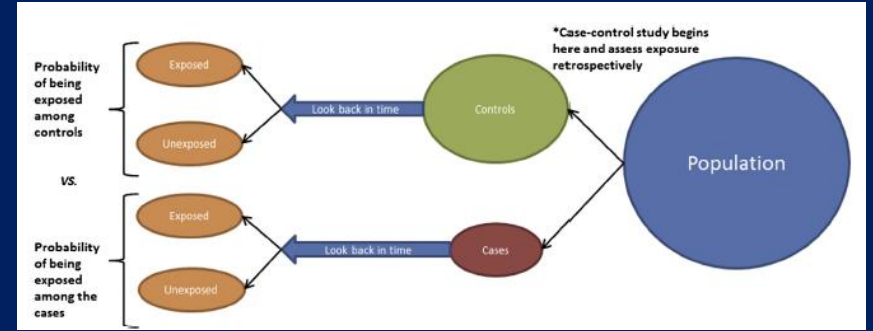 *Case-control study begins
here and assess exposure
retrospectively
Probability
of being
exposed
among
controls
Exposed
Unexposed
Look back in time
Controls
Population
VS.
Probability
of being
exposed
among the
cases
Exposed
Unexposed
Look back in time
Cases